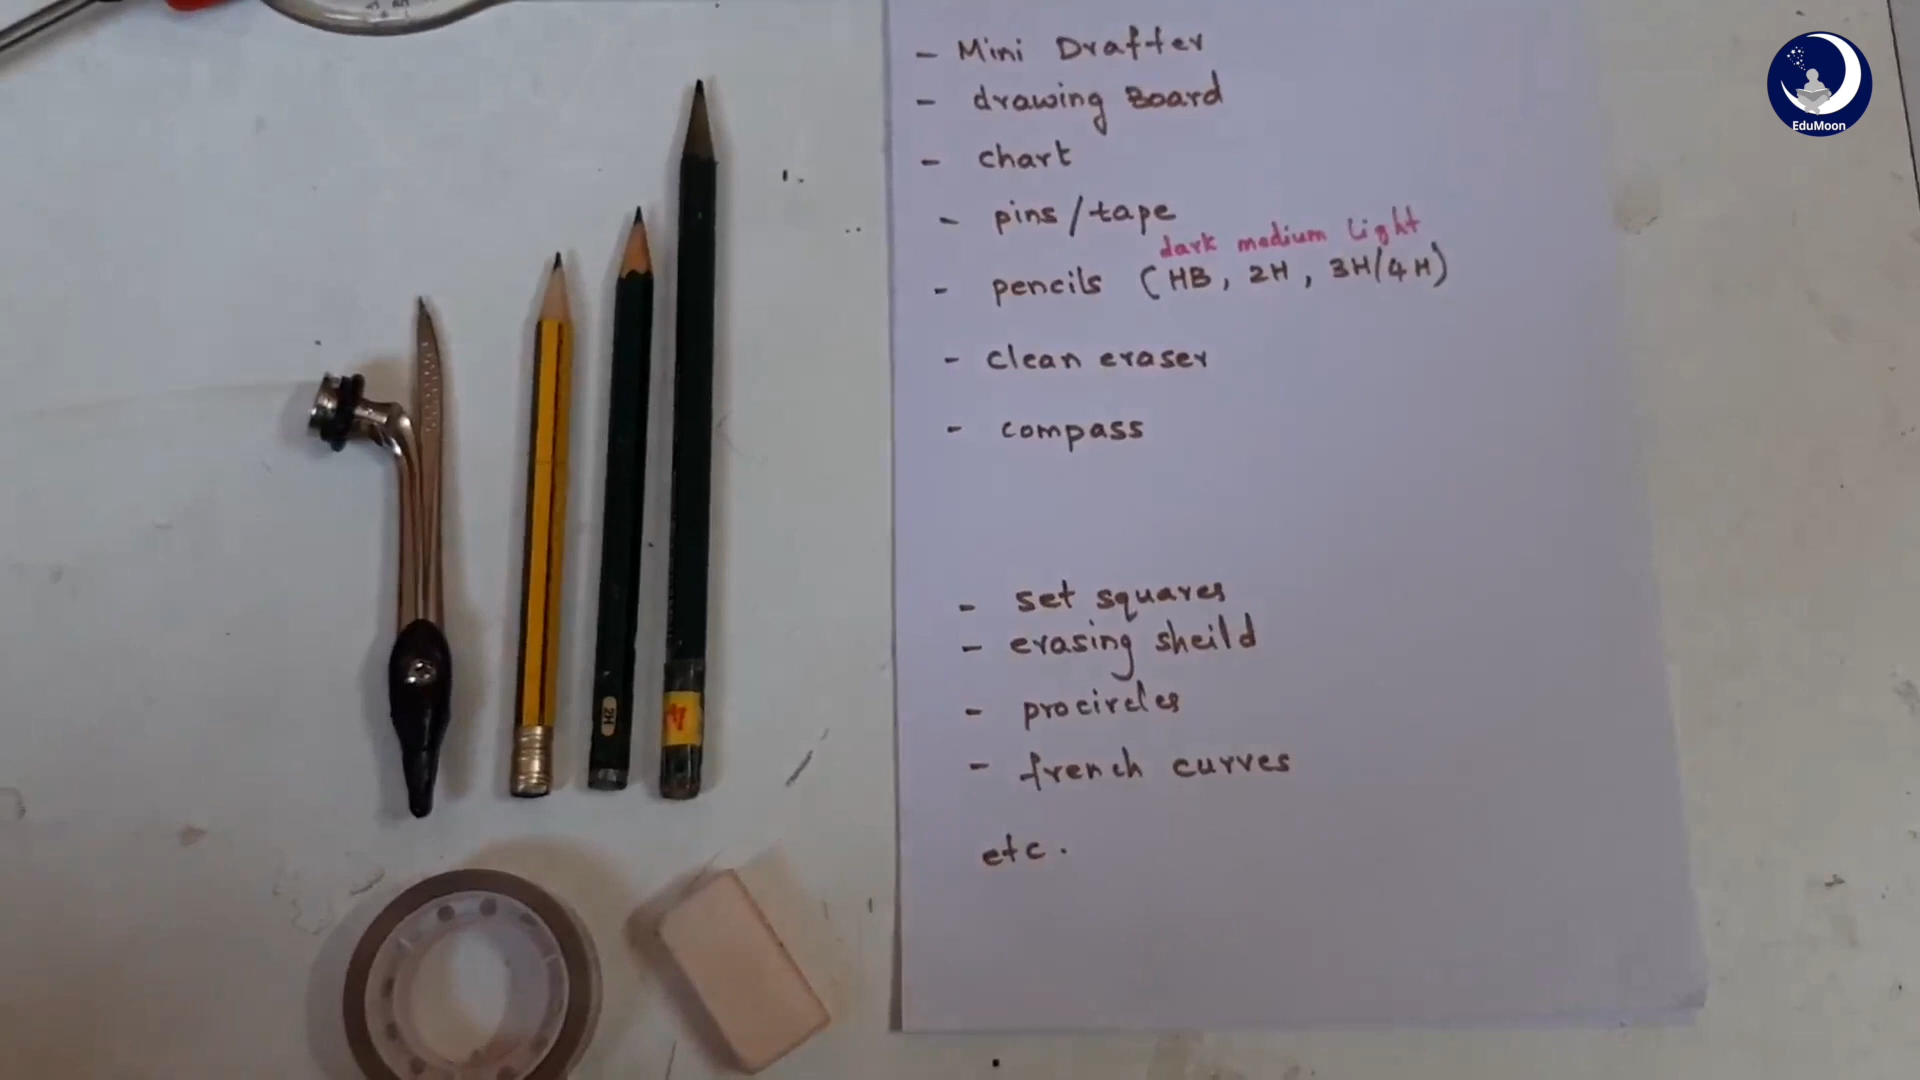 - Mini Drafter
- drawing Board
- chart
- pins/tape
dark medium light
- pencils (HB, 2H, 3H/4H)
- clean eraser
- compass
- set squares
- erasing sheild
- procircles
- french curves
etc.
2H
EduMoon